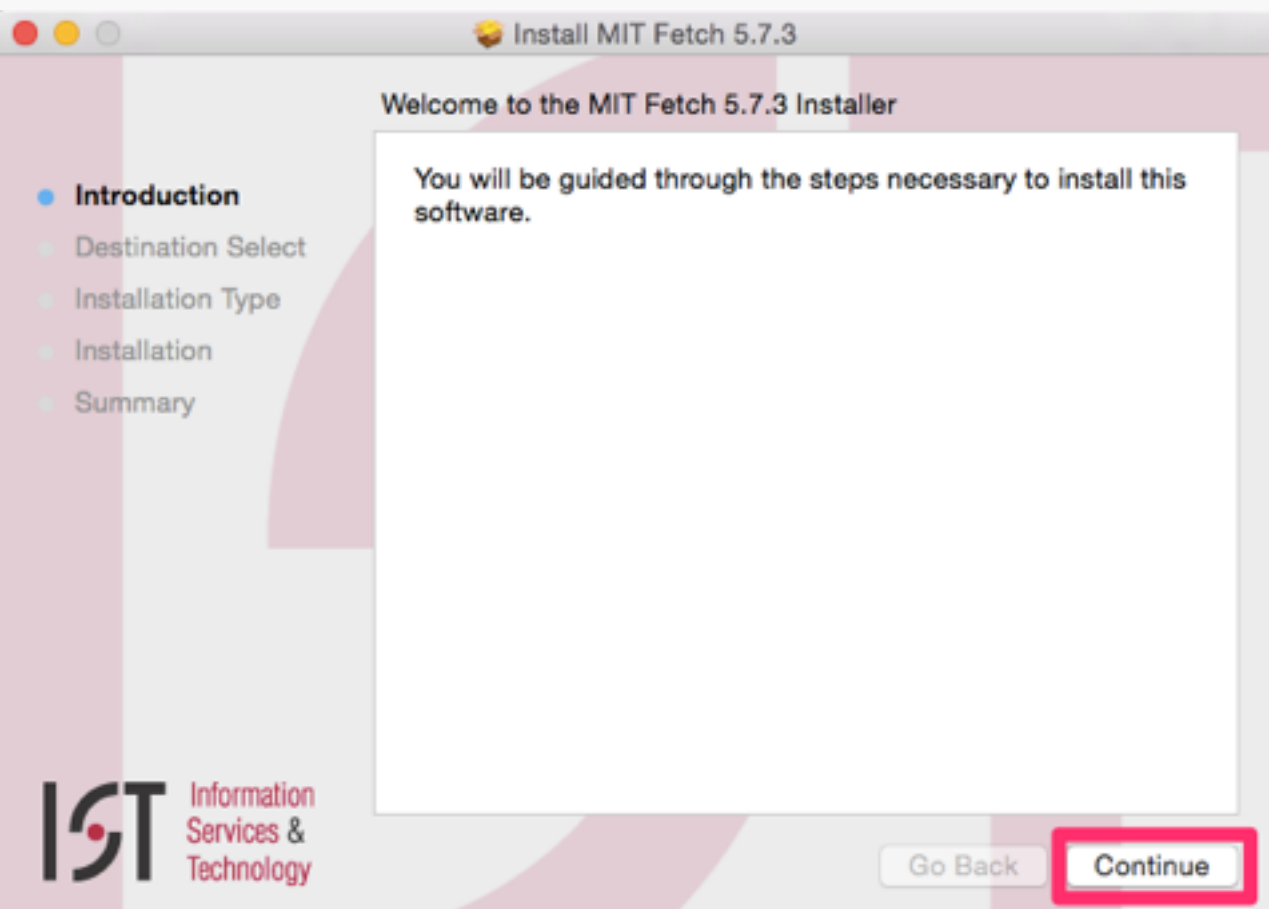 Install MIT Fetch 5.7.3
Welcome to the MIT Fetch 5.7.3 Installer
Introduction
Destination Select
Installation Type
Installation
Summary
You will be guided through the steps necessary to install this
software.
IST
Information
Services &
Technology
Go Back
Continue